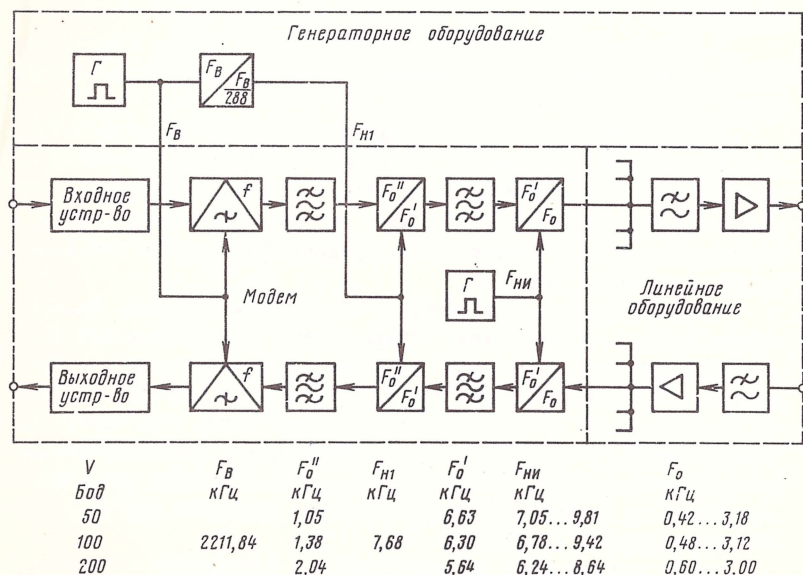 Генераторное оборудование
Г
F_В
F_В/288
F_В
F_Н1
Входное устр-во
f
F_0''
F_0'
F_0'
F_0
Г
F_НИ
Модем
Линейное оборудование
Выходное устр-во
f
F_0''
F_0'
F_0'
F_0
V F_В F_0'' F_Н1 F_0' F_НИ F_0
Бод кГц кГц кГц кГц кГц кГц
50 1,05 6,63 7,05...9,81 0,42...3,18
100 2211,84 1,38 7,68 6,30 6,78...9,42 0,48...3,12
200 2,04 5,64 6,24...8,64 0,60...3,00